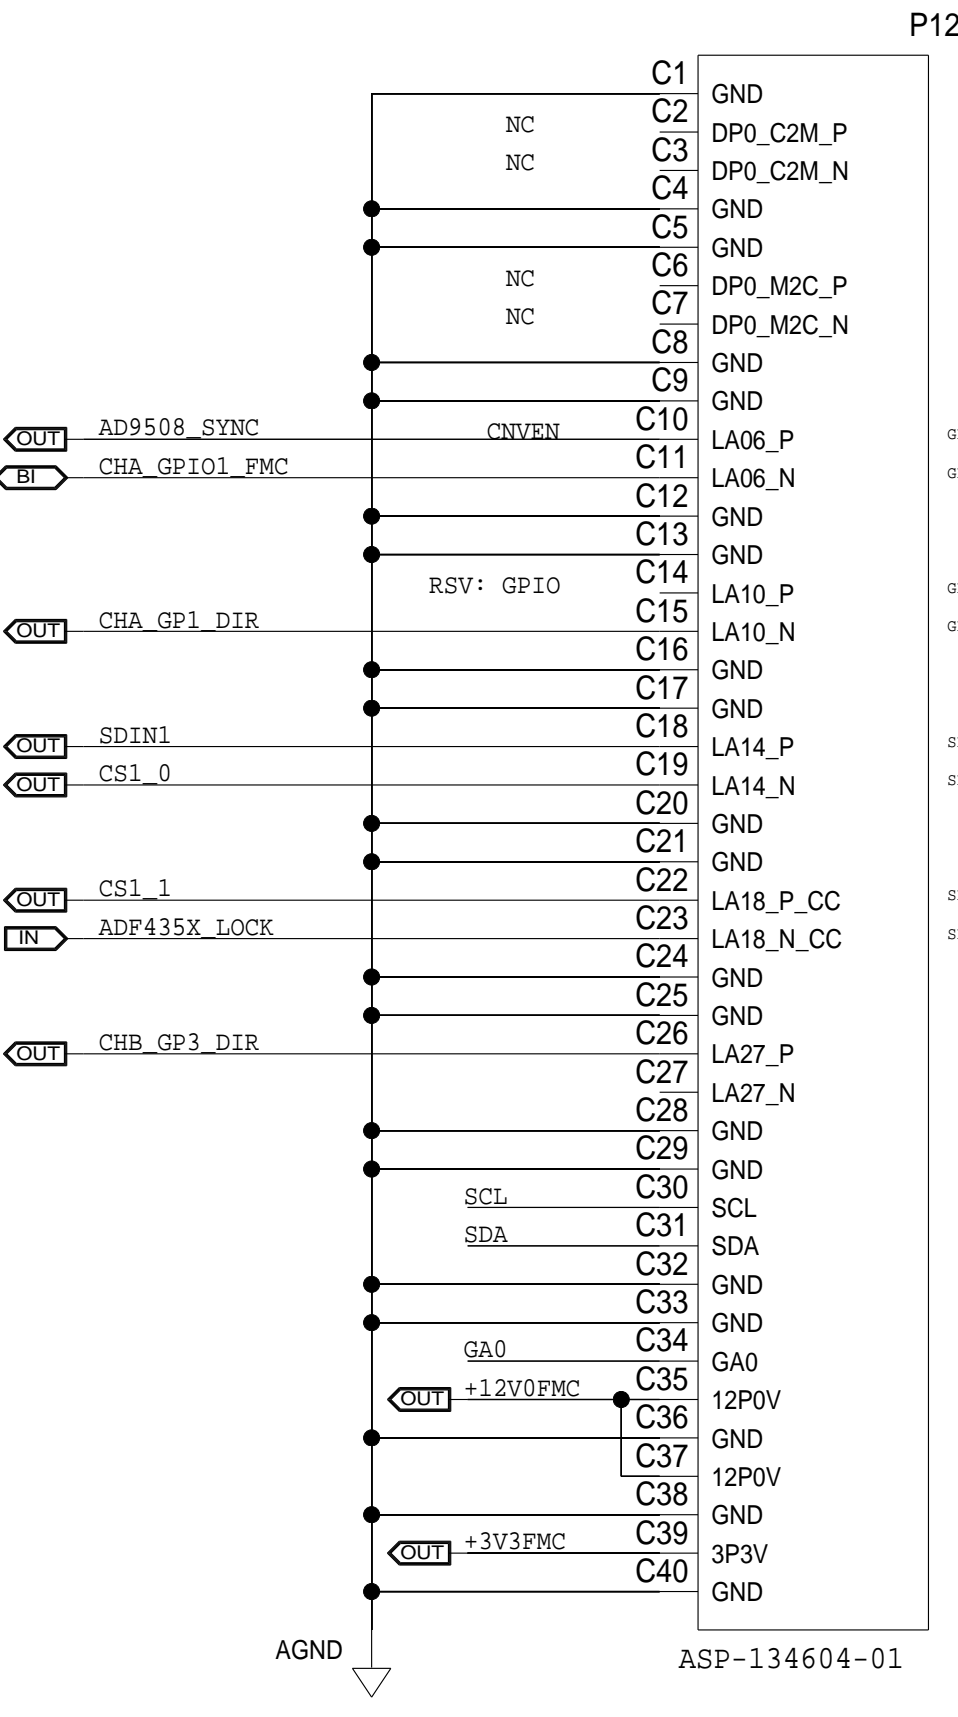 P12
C1 GND
NC C2 DP0_C2M_P
NC C3 DP0_C2M_N
C4 GND
C5 GND
NC C6 DP0_M2C_P
NC C7 DP0_M2C_N
C8 GND
C9 GND
OUT AD9508_SYNC CNVEN C10 LA06_P
BI CHA_GPIO1_FMC C11 LA06_N
C12 GND
C13 GND
RSV: GPIO C14 LA10_P
OUT CHA_GP1_DIR C15 LA10_N
C16 GND
C17 GND
OUT SDIN1 C18 LA14_P
OUT CS1_0 C19 LA14_N
C20 GND
C21 GND
OUT CS1_1 C22 LA18_P_CC
IN ADF435X_LOCK C23 LA18_N_CC
C24 GND
C25 GND
OUT CHB_GP3_DIR C26 LA27_P
C27 LA27_N
C28 GND
C29 GND
SCL C30 SCL
SDA C31 SDA
C32 GND
C33 GND
GA0 C34 GA0
OUT +12V0FMC C35 12P0V
C36 GND
C37 12P0V
C38 GND
OUT +3V3FMC C39 3P3V
C40 GND
AGND
ASP-134604-01